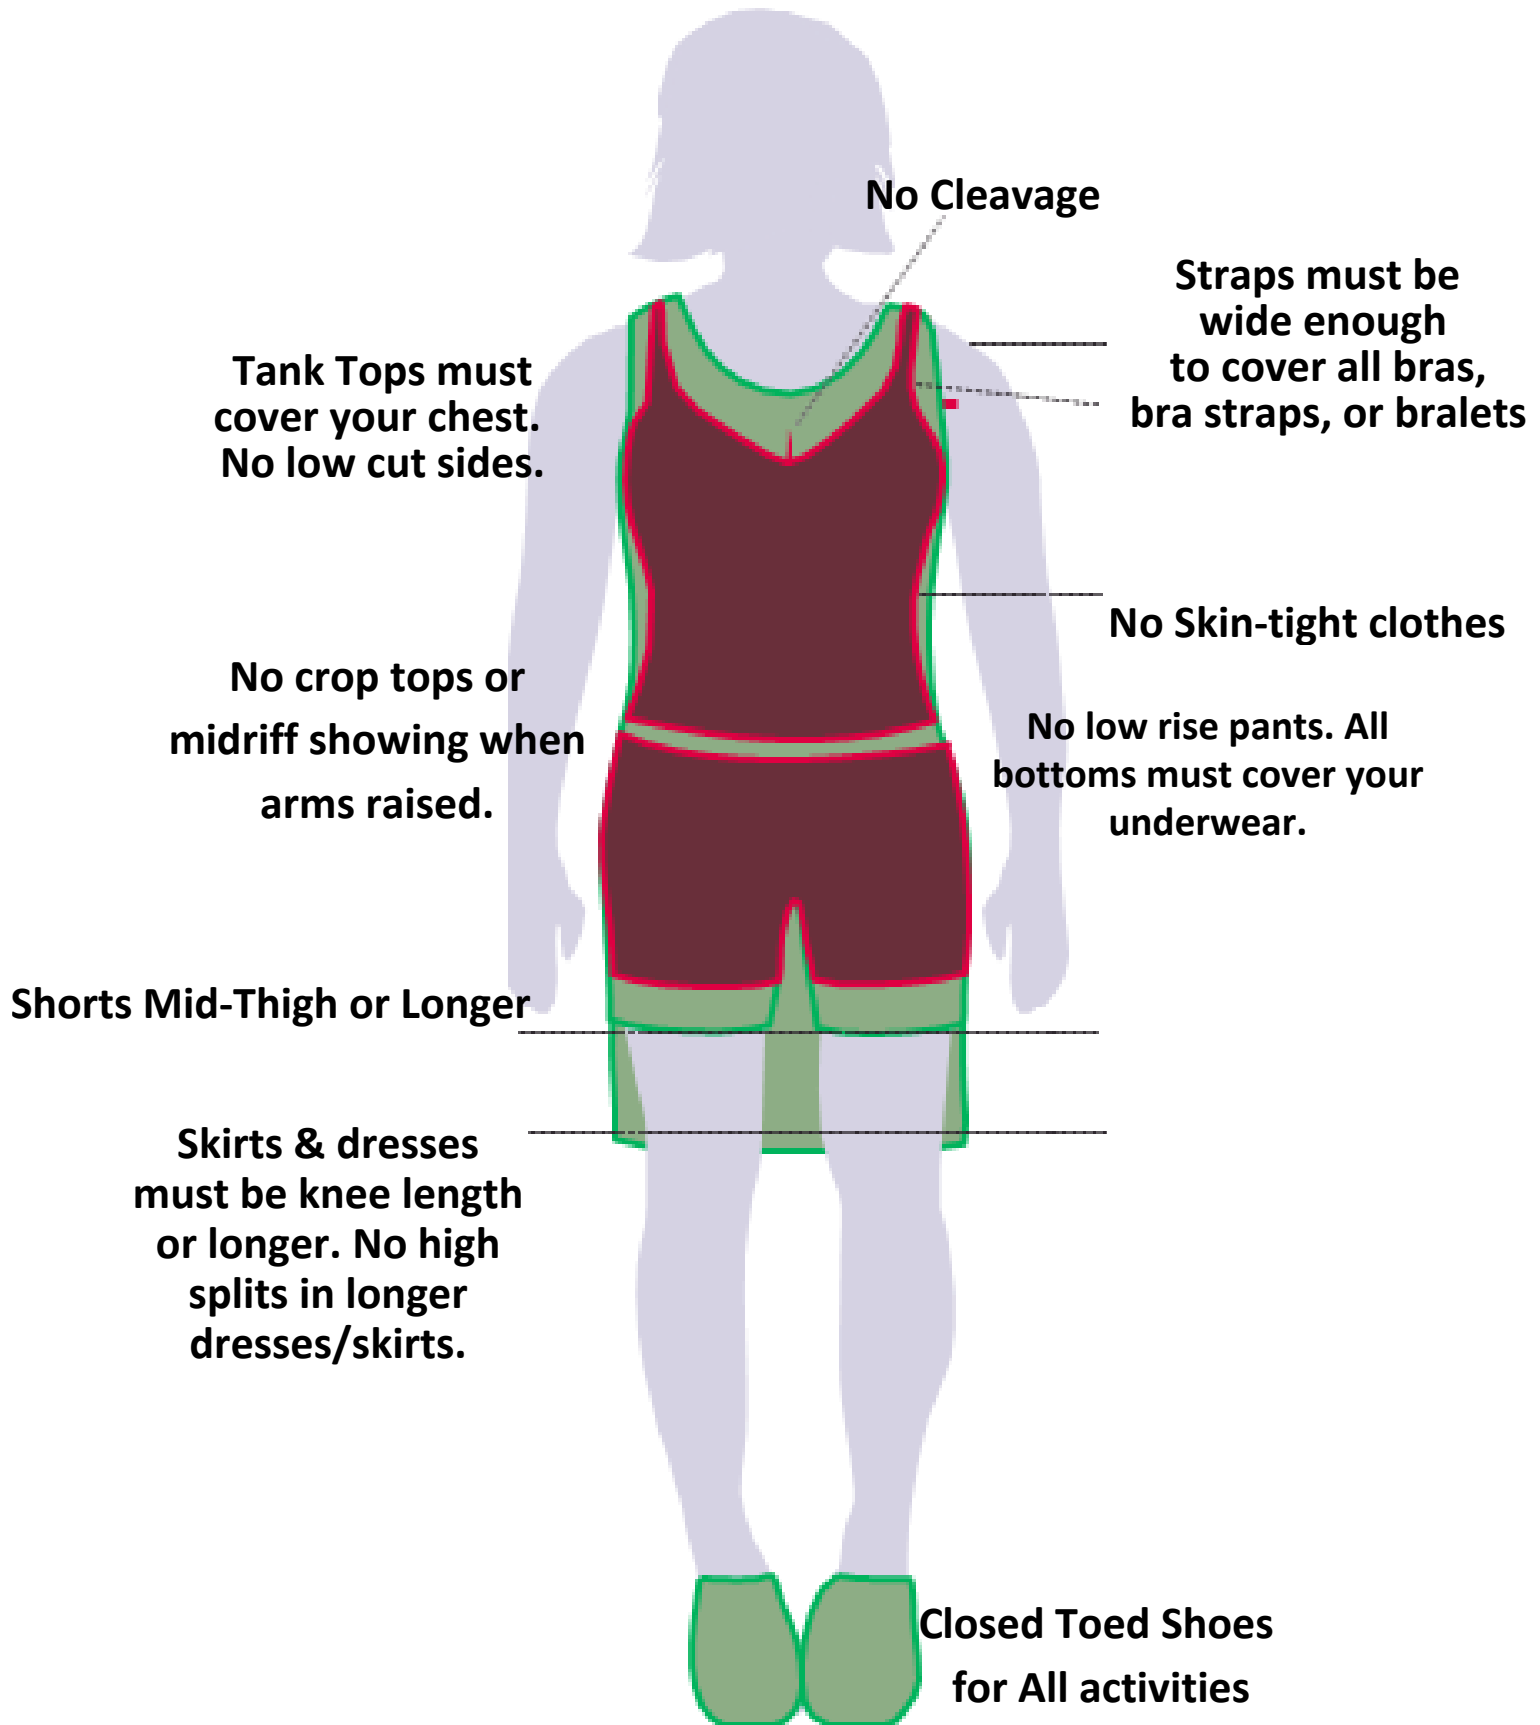 No Cleavage
Straps must be
wide enough
to cover all bras,
bra straps, or bralets
Tank Tops must
cover your chest.
No low cut sides.
No Skin-tight clothes
No crop tops or
midriff showing when
arms raised.
No low rise pants. All
bottoms must cover your
underwear.
Shorts Mid-Thigh or Longer
Skirts & dresses
must be knee length
or longer. No high
splits in longer
dresses/skirts.
Closed Toed Shoes
for All activities